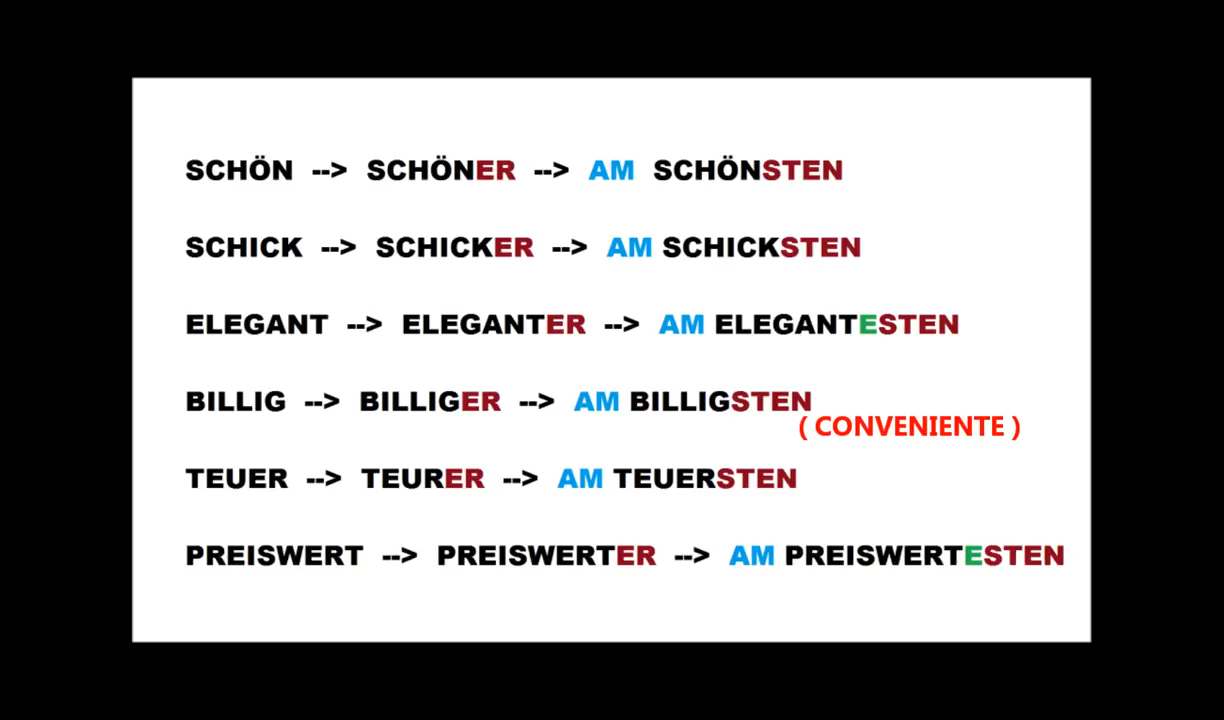 SCHÖN --> SCHÖNER --> AM SCHÖNSTEN
SCHICK --> SCHICKER --> AM SCHICKSTEN
ELEGANT --> ELEGANTER --> AM ELEGANTESTEN
BILLIG --> BILLIGER --> AM BILLIGSTEN
( CONVENIENTE )
TEUER --> TEURER --> AM TEUERSTEN
PREISWERT --> PREISWERTER --> AM PREISWERTESTEN